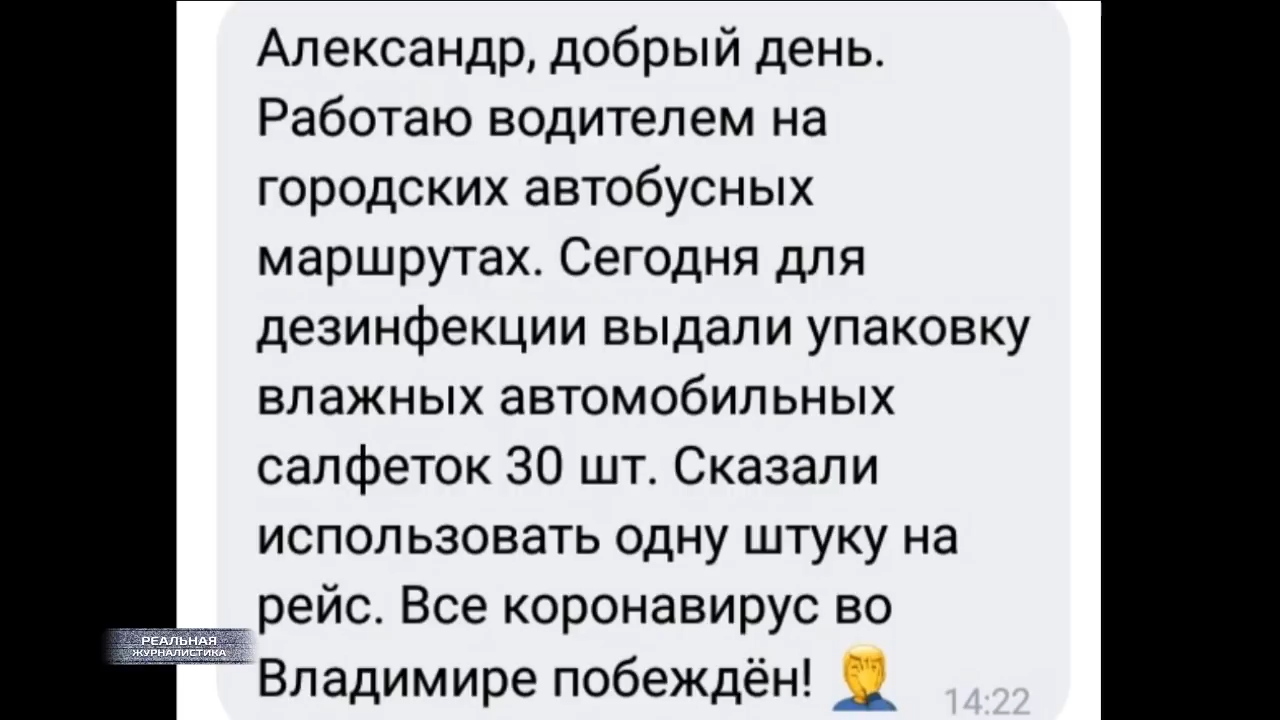 Александр, добрый день.
Работаю водителем на
городских автобусных
маршрутах. Сегодня для
дезинфекции выдали упаковку
влажных автомобильных
салфеток 30 шт. Сказали
использовать одну штуку на
рейс. Все коронавирус во
Владимире побеждён! 🤦
14:22
РЕАЛЬНАЯ
ЖУРНАЛИСТИКА